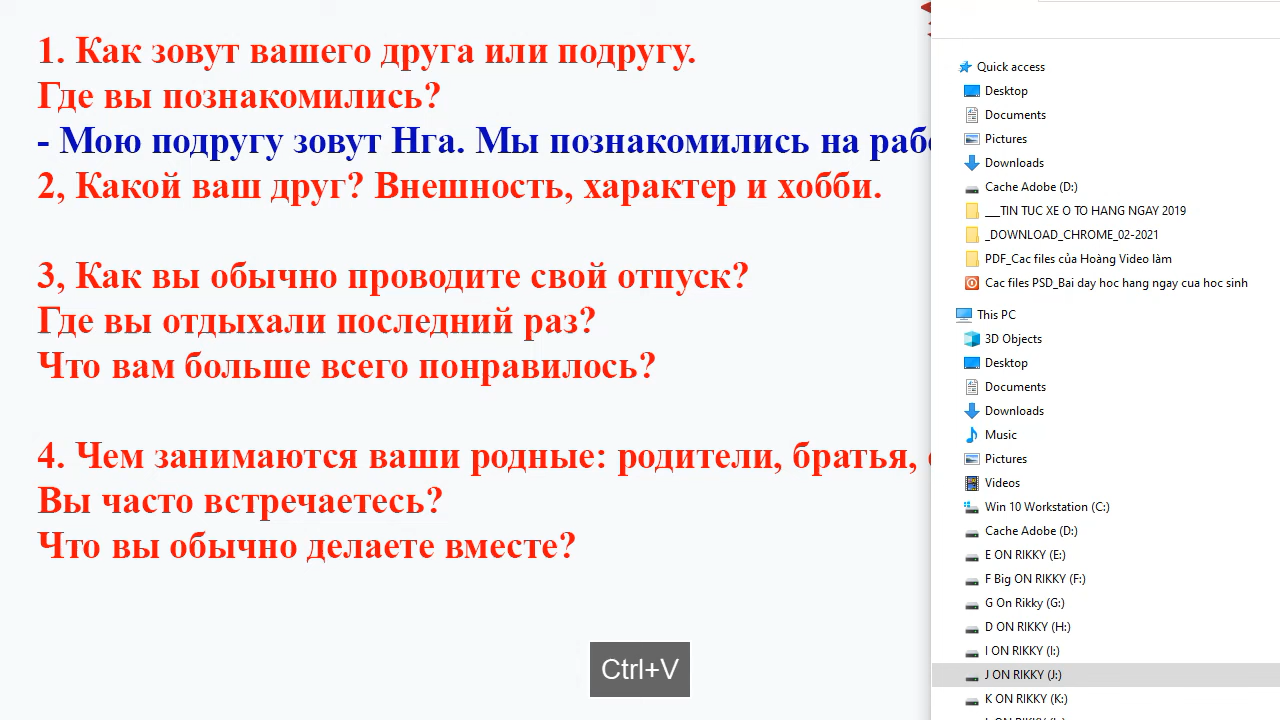 1. Как зовут вашего друга или подругу.
Где вы познакомились?
- Мою подругу зовут Нга. Мы познакомились на
2, Какой ваш друг? Внешность, характер и хобби.
3, Как вы обычно проводите свой отпуск?
Где вы отдыхали последний раз?
Что вам больше всего понравилось?
4. Чем занимаются ваши родные: родители, братья,
Вы часто встречаетесь?
Что вы обычно делаете вместе?
Ctrl+V
Quick access
Desktop
Documents
Pictures
Downloads
Cache Adobe (D:)
___TIN TUC XE O TO HANG NGAY 2019
_DOWNLOAD_CHROME_02-2021
PDF_Cac files của Hoàng Video làm
Cac files PSD_Bai day hoc hang ngay cua hoc sinh
This PC
3D Objects
Desktop
Documents
Downloads
Music
Pictures
Videos
Win 10 Workstation (C:)
Cache Adobe (D:)
E ON RIKKY (E:)
F Big ON RIKKY (F:)
G On Rikky (G:)
D ON RIKKY (H:)
I ON RIKKY (I:)
J ON RIKKY (J:)
K ON RIKKY (K:)